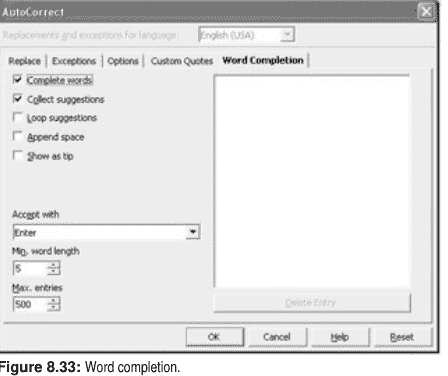 AutoCorrect
Replacements and exceptions for language: English (USA)
Replace Exceptions Options Custom Quotes Word Completion
Complete words
Collect suggestions
Loop suggestions
Append space
Show as tip
Accept with
Enter
Min. word length
5
Max. entries
500
Delete Entry
OK Cancel Help Reset
Figure 8.33: Word completion.